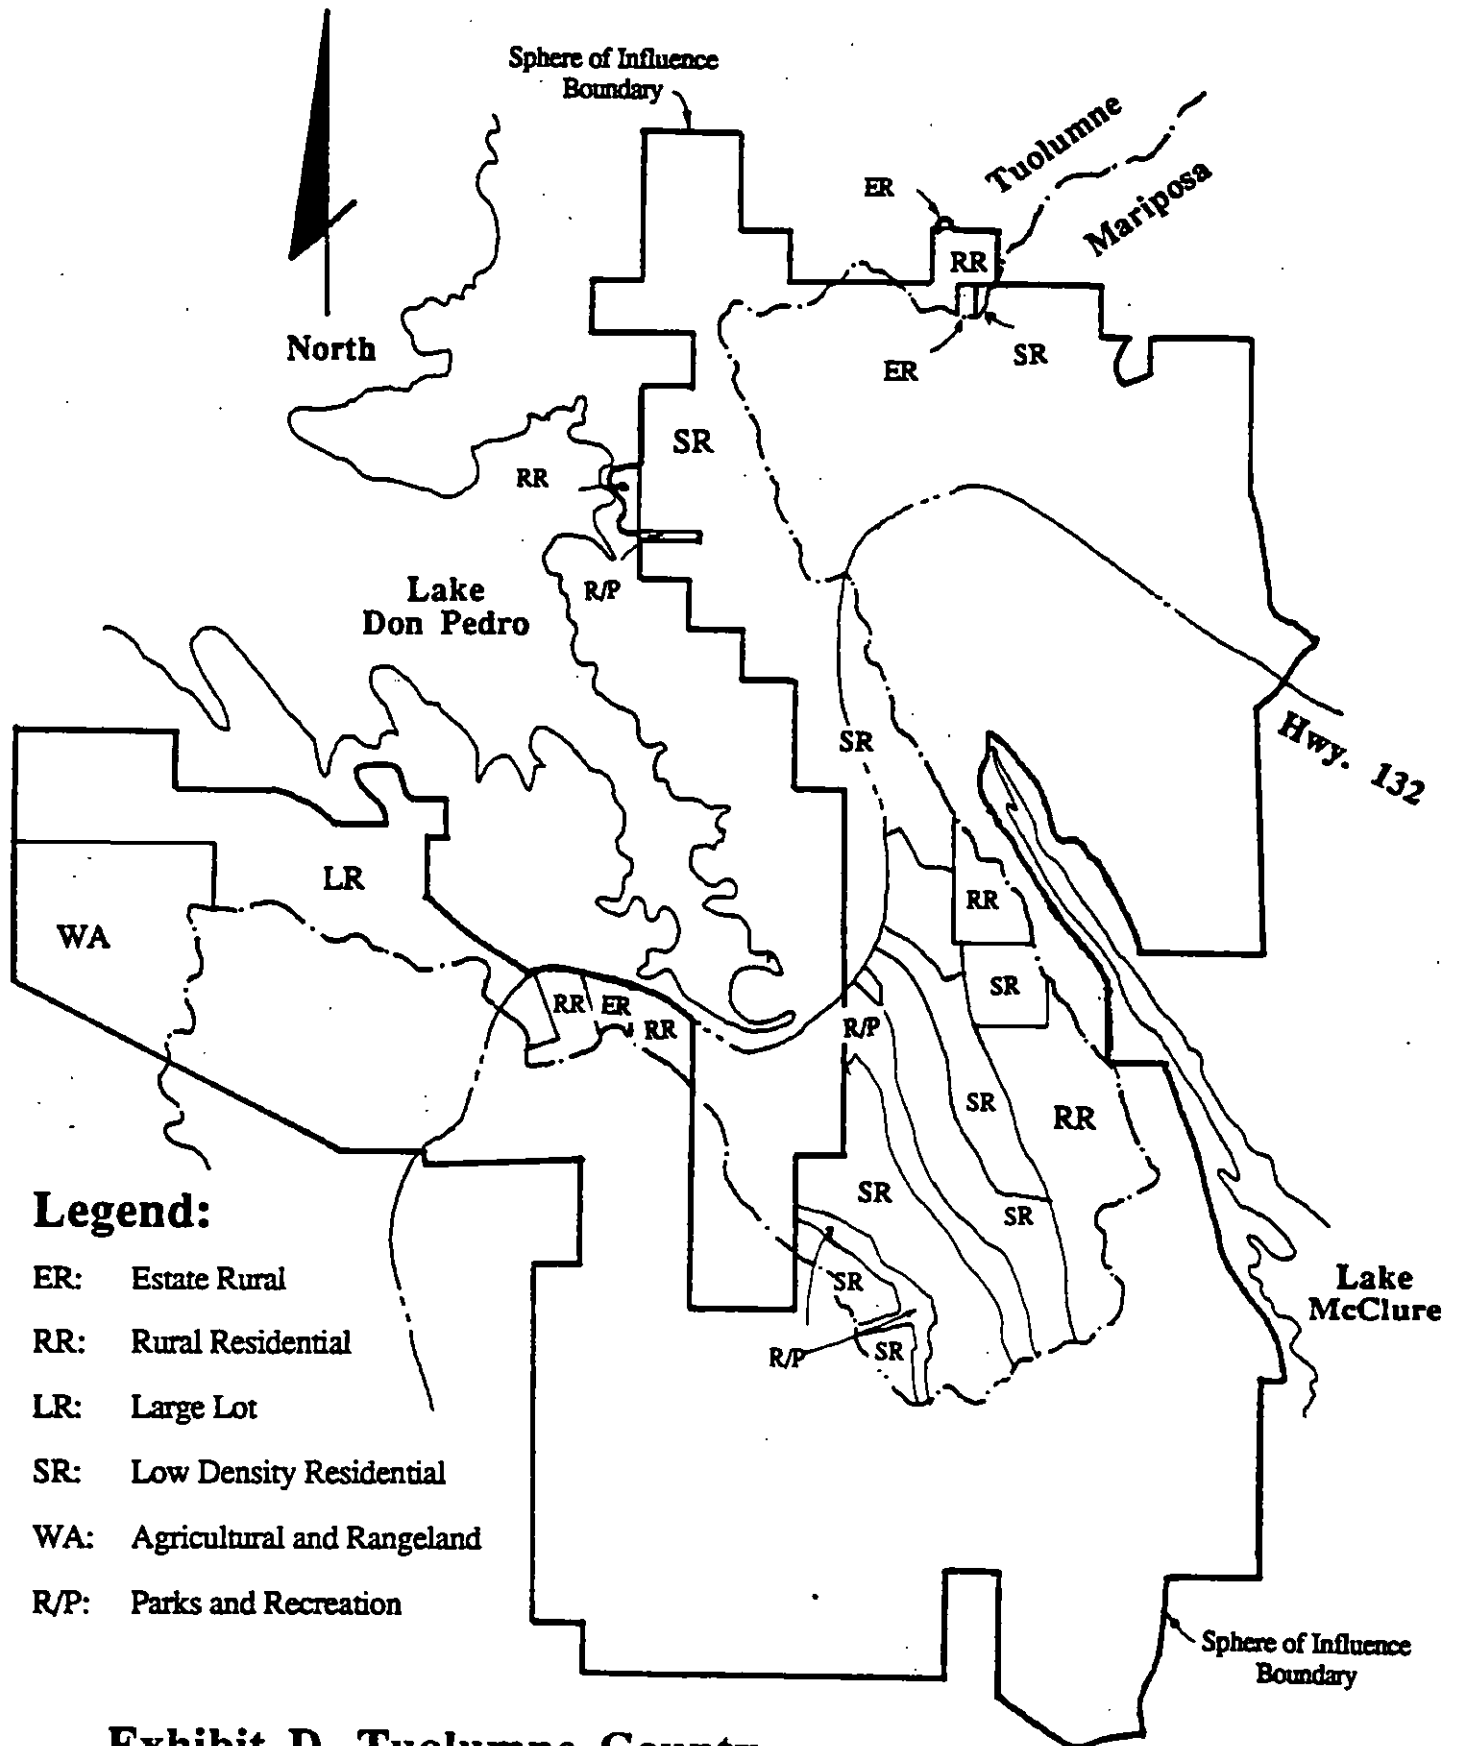 Sphere of Influence
Boundary
Tuolumne
Mariposa
ER
RR
North
ER
SR
SR
RR
Lake
Don Pedro
R/P
Hwy. 132
SR
LR
RR
WA
SR
RR
ER
RR
R/P
SR
RR
SR
SR
SR
R/P
SR
Lake
McClure
Legend:
ER: Estate Rural
RR: Rural Residential
LR: Large Lot
SR: Low Density Residential
WA: Agricultural and Rangeland
R/P: Parks and Recreation
Sphere of Influence
Boundary
Exhibit D. Tuolumne County